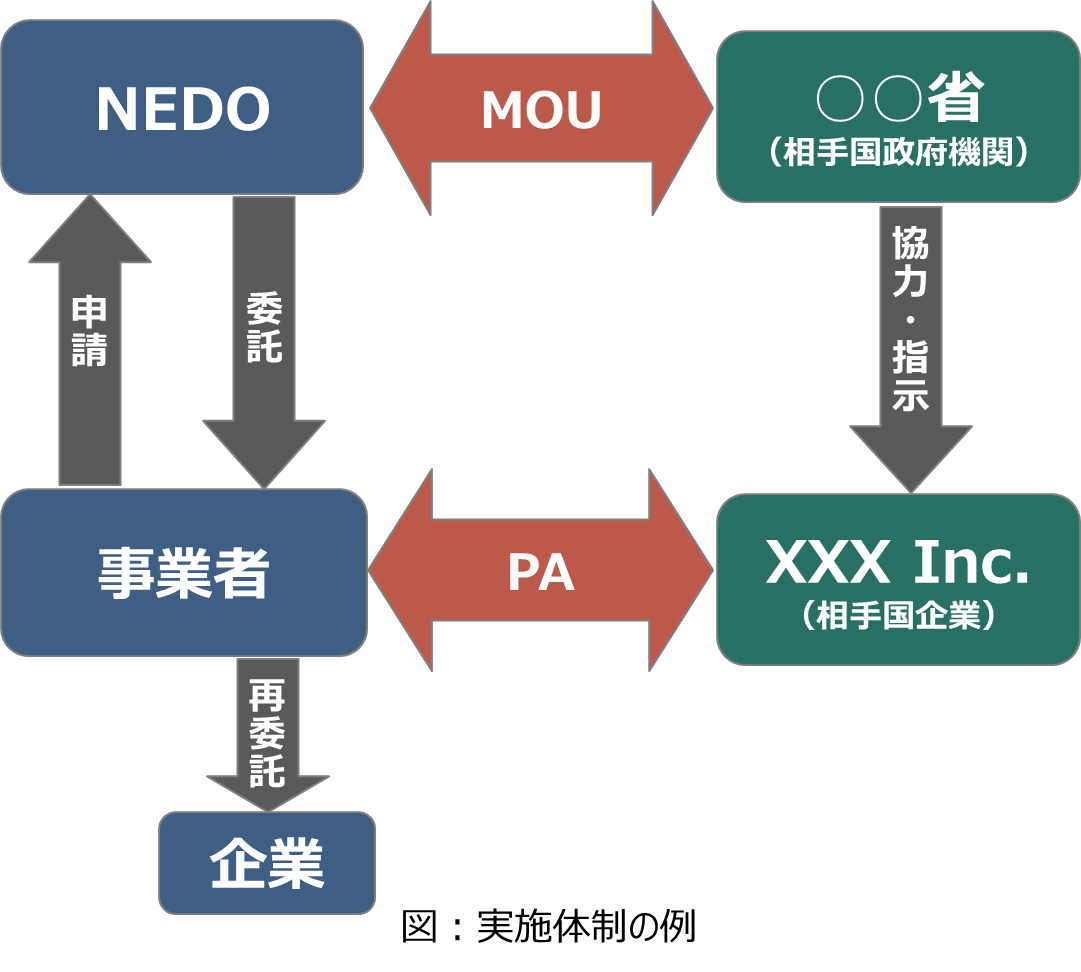 NEDO
MOU
○○省
（相手国政府機関）
申請
委託
協力・指示
事業者
PA
XXX Inc.
（相手国企業）
再委託
企業
図：実施体制の例